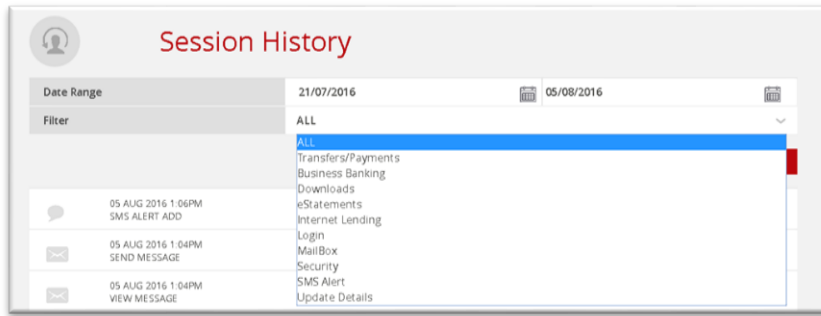 Session History
Date Range 21/07/2016 05/08/2016
Filter ALL
ALL
Transfers/Payments
Business Banking
Downloads
eStatements
Internet Lending
Login
MailBox
Security
SMS Alert
Update Details
05 AUG 2016 1:06PM
SMS ALERT ADD
05 AUG 2016 1:04PM
SEND MESSAGE
05 AUG 2016 1:04PM
VIEW MESSAGE